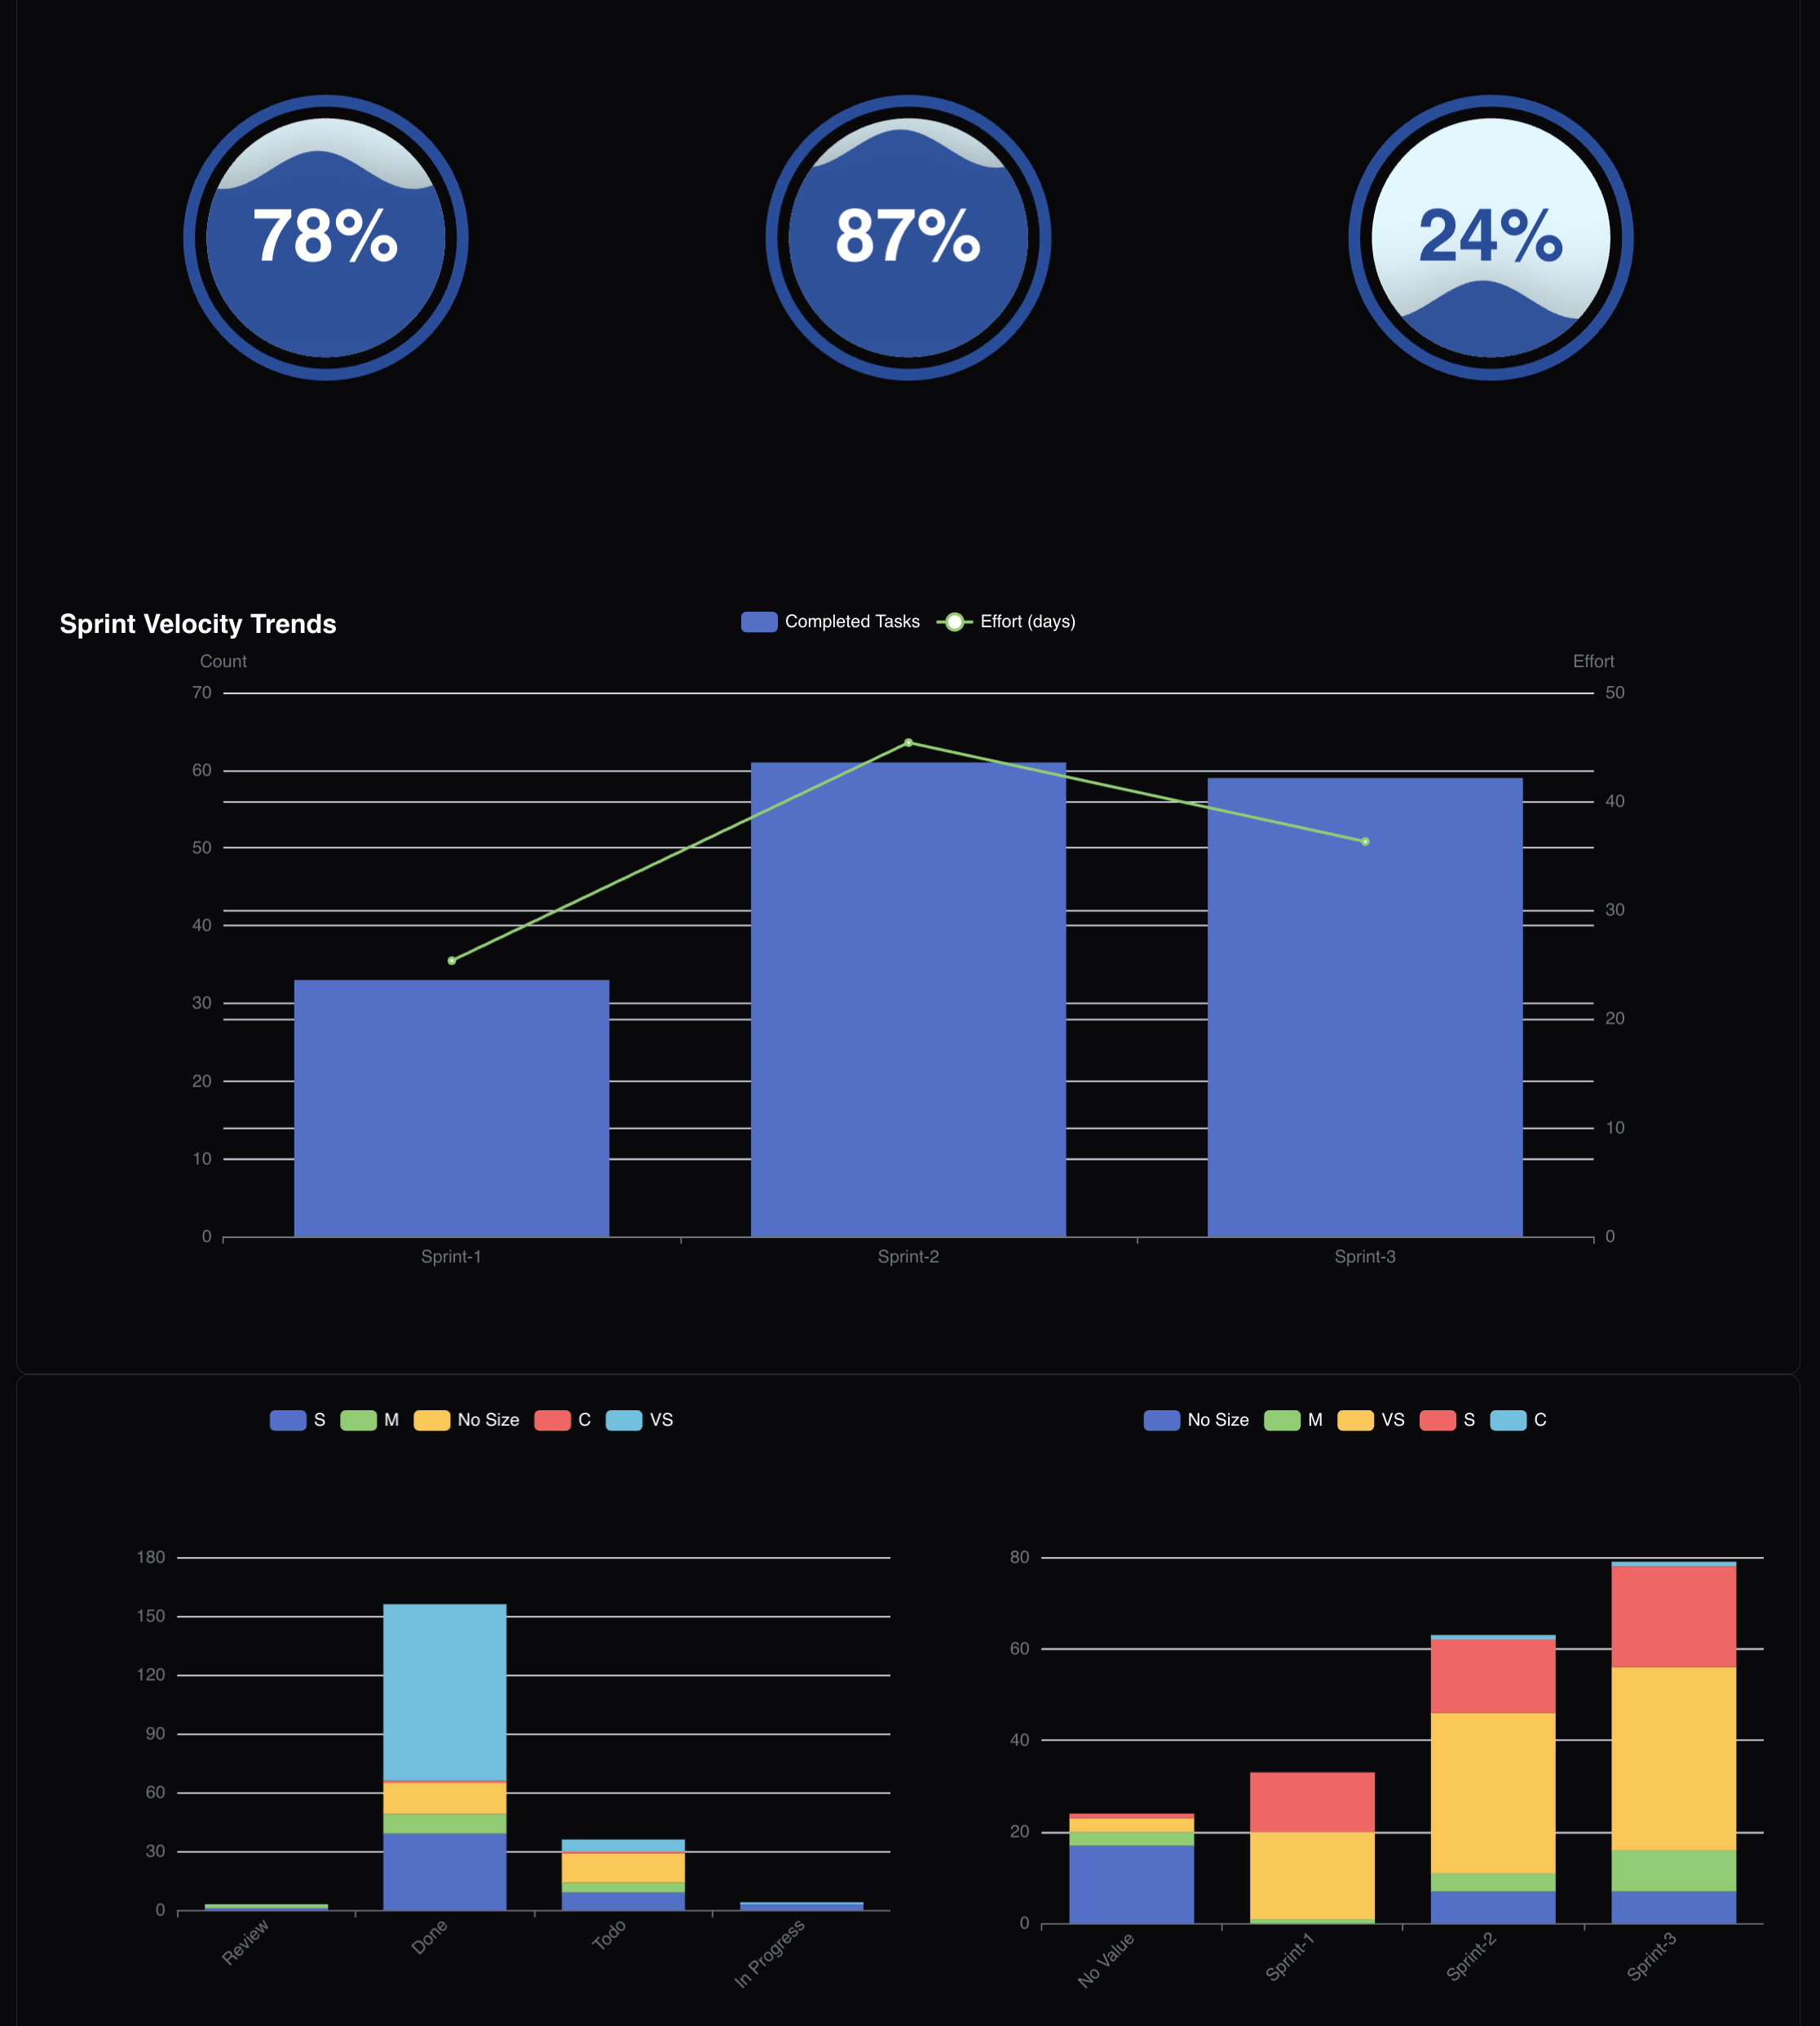 78%
87%
24%
Sprint Velocity Trends
Completed Tasks
Effort (days)
Count
Effort
70
60
50
40
30
20
10
0
50
40
30
20
10
0
Sprint-1
Sprint-2
Sprint-3
S
M
No Size
C
VS
180
150
120
90
60
30
0
Review
Done
Todo
In Progress
No Size
M
VS
S
C
80
60
40
20
0
No Value
Sprint-1
Sprint-2
Sprint-3